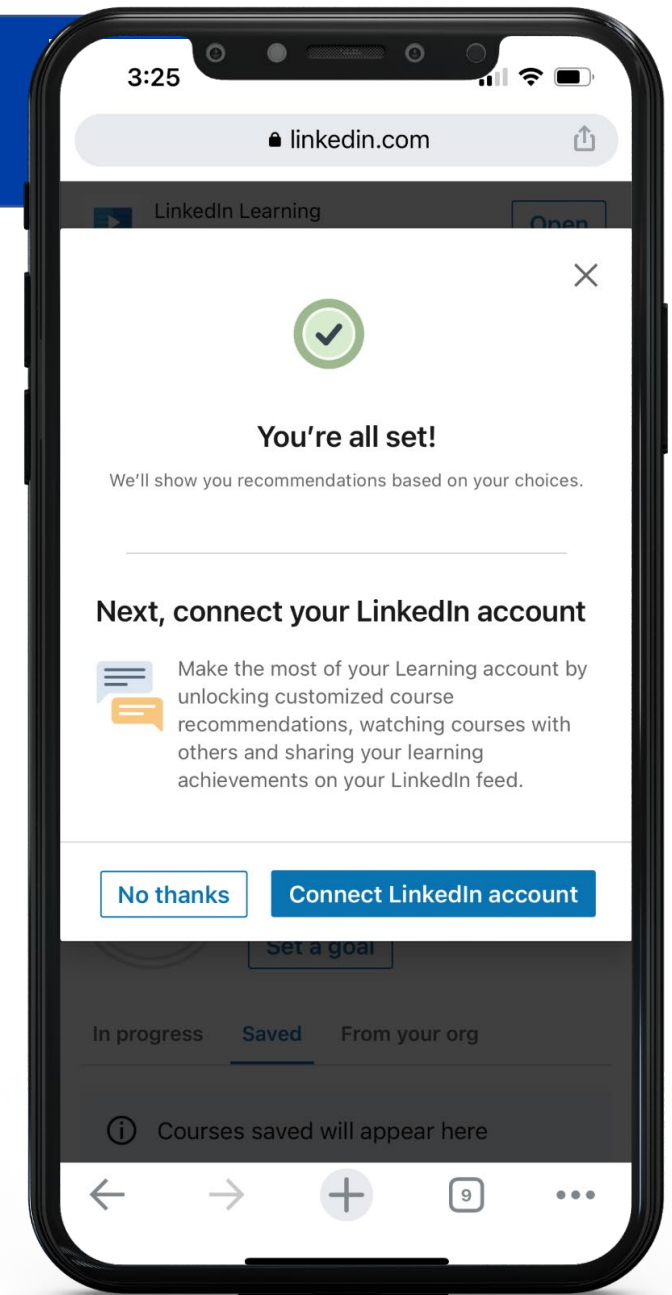 3:25
linkedin.com
LinkedIn Learning
Open
You’re all set!
We’ll show you recommendations based on your choices.
Next, connect your LinkedIn account
Make the most of your Learning account by
unlocking customized course
recommendations, watching courses with
others and sharing your learning
achievements on your LinkedIn feed.
No thanks
Connect LinkedIn account
Set a goal
In progress
Saved
From your org
Courses saved will appear here
9